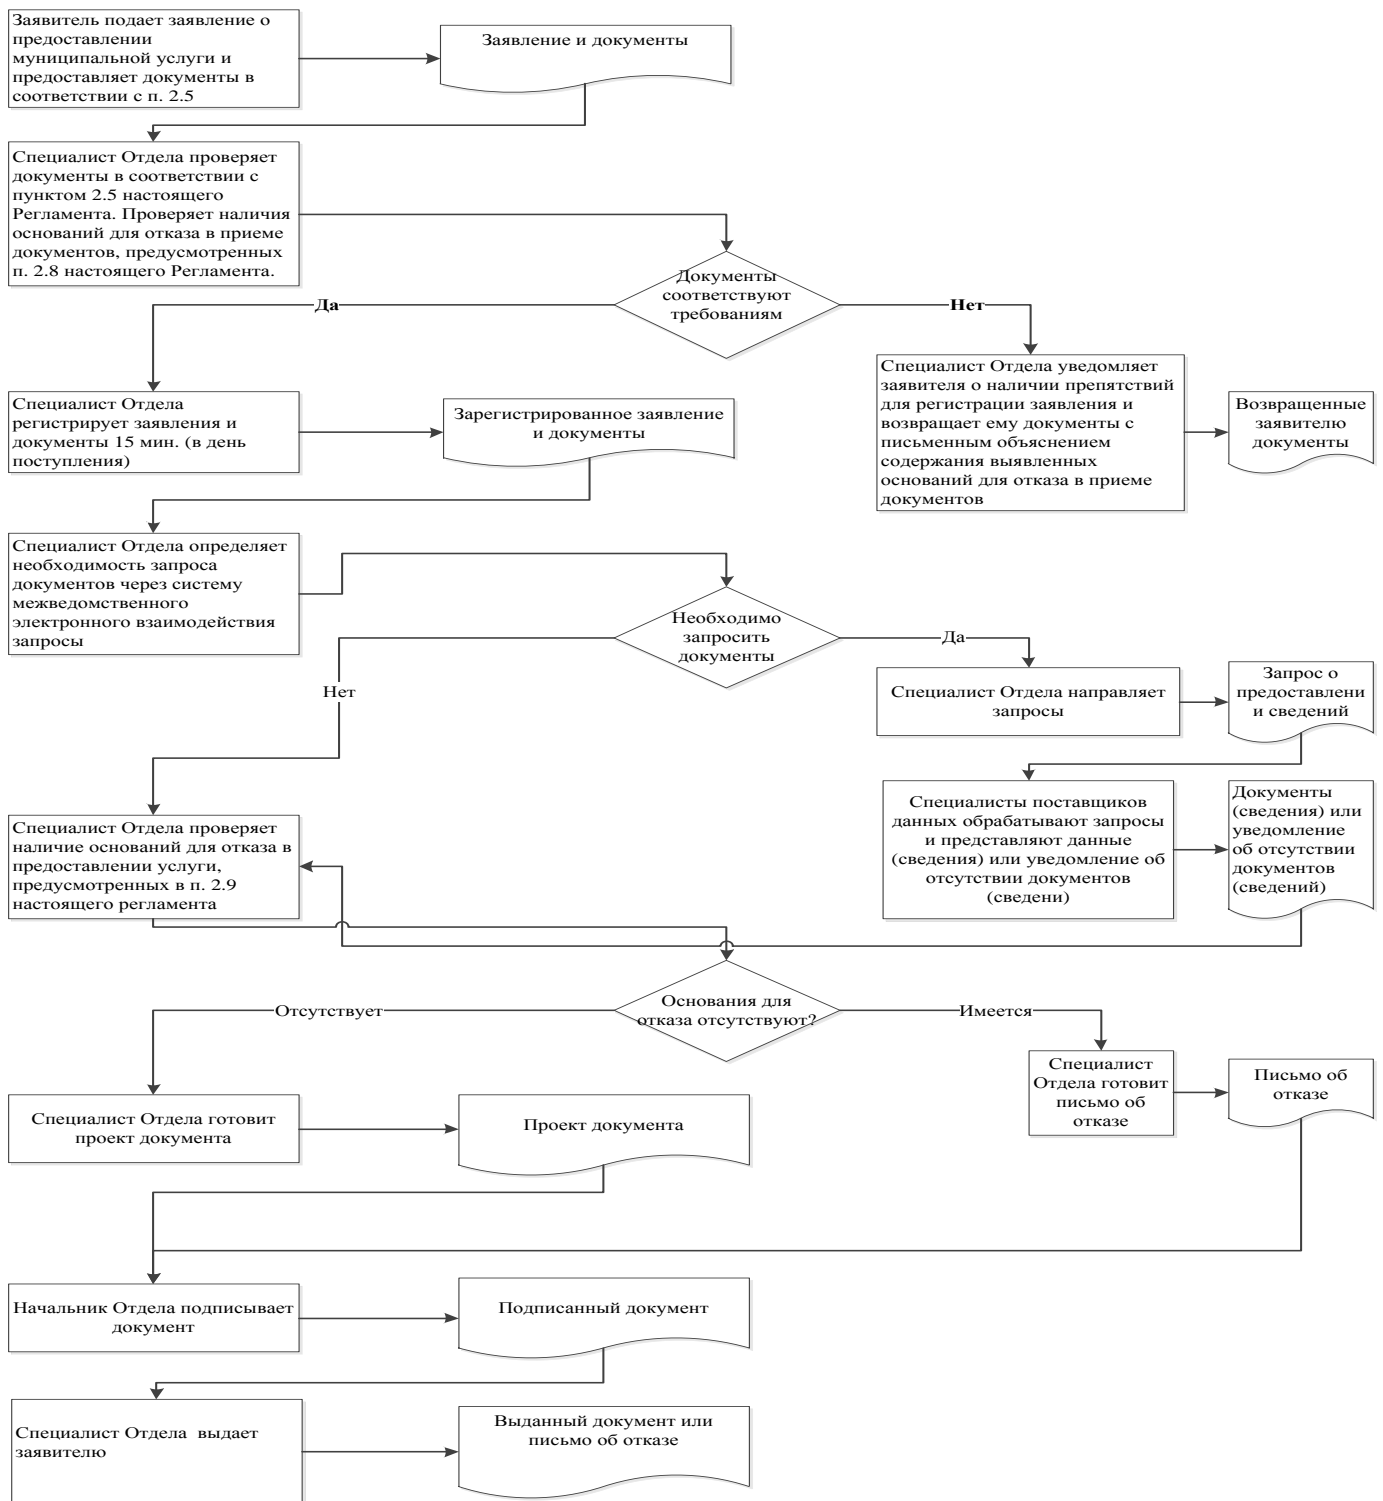 Заявитель подает заявление о
предоставлении
муниципальной услуги и
предоставляет документы в
соответствии с п. 2.5
Заявление и документы
Специалист Отдела проверяет
документы в соответствии с
пунктом 2.5 настоящего
Регламента. Проверяет наличия
оснований для отказа в приеме
документов, предусмотренных
п. 2.8 настоящего Регламента.
Документы
соответствуют
требованиям
Да
Нет
Специалист Отдела
регистрирует заявления и
документы 15 мин. (в день
поступления)
Зарегистрированное заявление
и документы
Специалист Отдела уведомляет
заявителя о наличии препятствий
для регистрации заявления и
возвращает ему документы с
письменным объяснением
содержания выявленных
оснований для отказа в приеме
документов
Возвращенные
заявителю
документы
Специалист Отдела определяет
необходимость запроса
документов через систему
межведомственного
электронного взаимодействия
запросы
Необходимо
запросить
документы
Да
Нет
Специалист Отдела направляет
запросы
Запрос о
предоставлени
и сведений
Специалисты поставщиков
данных обрабатывают запросы
и представляют данные
(сведения) или уведомление об
отсутствии документов
(сведени)
Документы
(сведения) или
уведомление
об отсутствии
документов
(сведений)
Специалист Отдела проверяет
наличие оснований для отказа в
предоставлении услуги,
предусмотренных в п. 2.9
настоящего регламента
Основания для
отказа отсутствуют?
Отсутствует
Имеется
Специалист
Отдела готовит
письмо об
отказе
Письмо об
отказе
Специалист Отдела готовит
проект документа
Проект документа
Начальник Отдела подписывает
документ
Подписанный документ
Специалист Отдела  выдает
заявителю
Выданный документ или
письмо об отказе